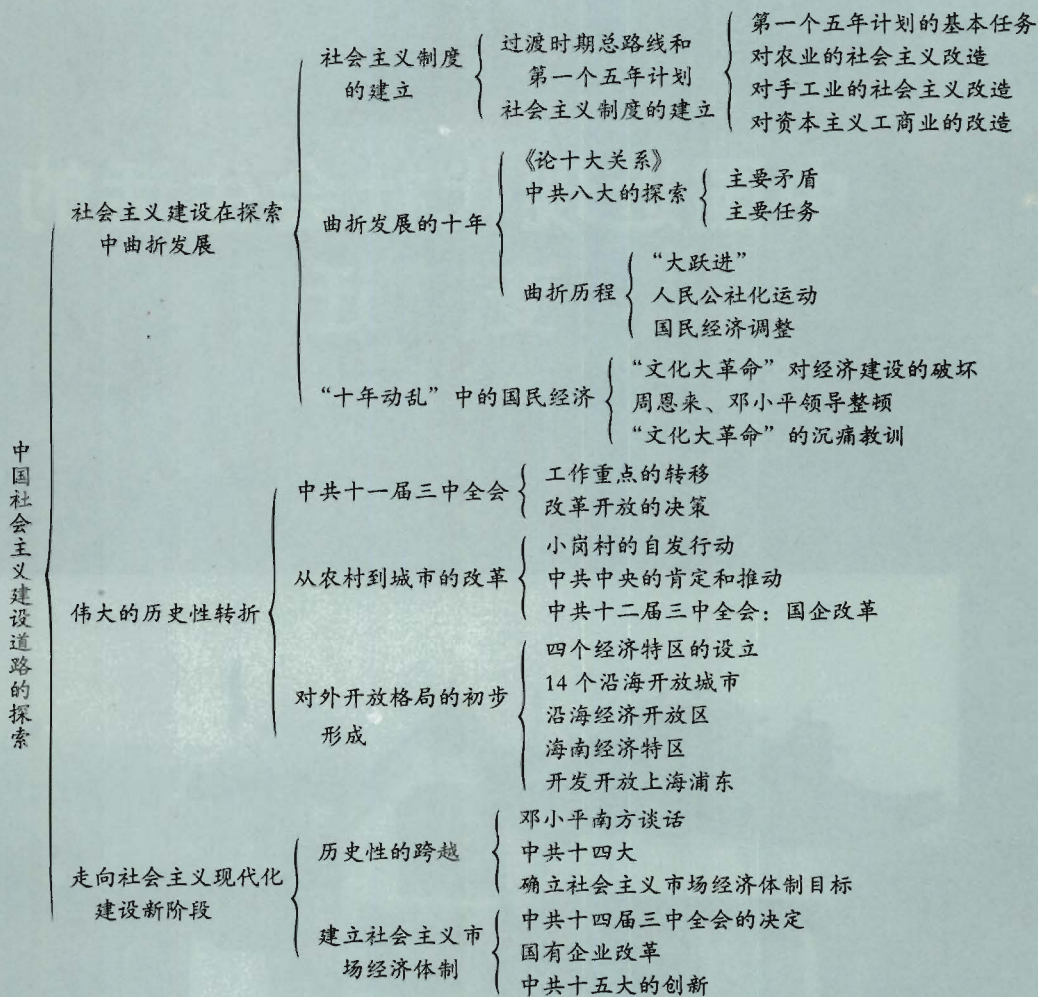 中国社会主义建设道路的探索
社会主义建设在探索
中曲折发展
社会主义制度
的建立
过渡时期总路线和
第一个五年计划
社会主义制度的建立
第一个五年计划的基本任务
对农业的社会主义改造
对手工业的社会主义改造
对资本主义工商业的改造
曲折发展的十年
《论十大关系》
中共八大的探索
主要矛盾
主要任务
曲折历程
“大跃进”
人民公社化运动
国民经济调整
“十年动乱”中的国民经济
“文化大革命”对经济建设的破坏
周恩来、邓小平领导整顿
“文化大革命”的沉痛教训
伟大的历史性转折
中共十一届三中全会
工作重点的转移
改革开放的决策
从农村到城市的改革
小岗村的自发行动
中共中央的肯定和推动
中共十二届三中全会：国企改革
对外开放格局的初步
形成
四个经济特区的设立
14个沿海开放城市
沿海经济开放区
海南经济特区
开发开放上海浦东
走向社会主义现代化
建设新阶段
历史性的跨越
邓小平南方谈话
中共十四大
确立社会主义市场经济体制目标
建立社会主义市
场经济体制
中共十四届三中全会的决定
国有企业改革
中共十五大的创新